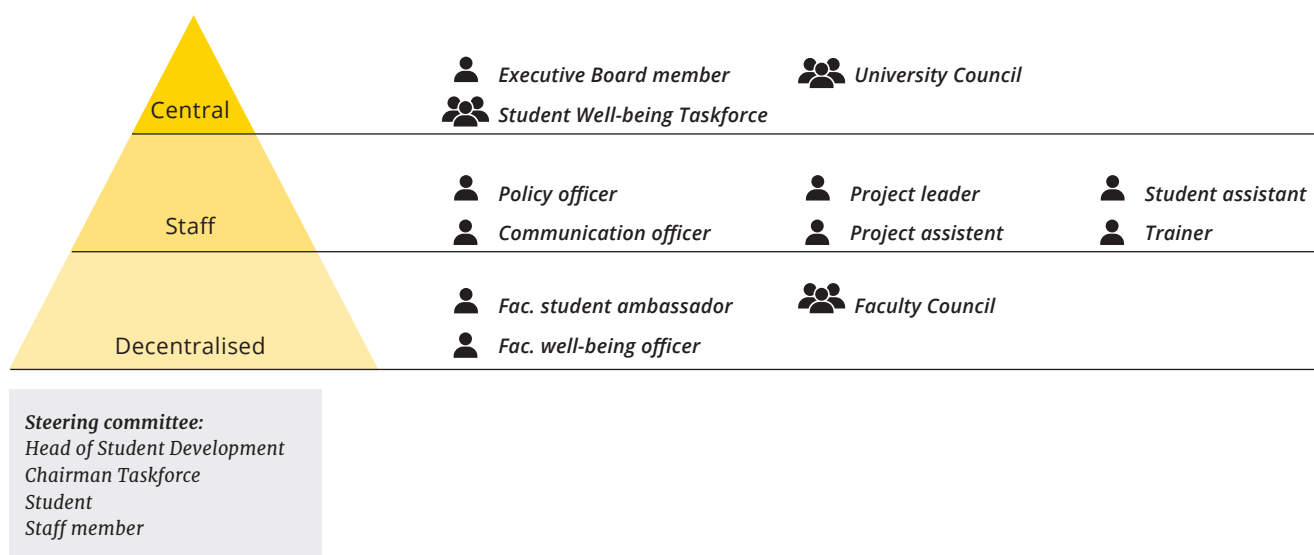 Central
Executive Board member
University Council
Student Well-being Taskforce
Staff
Policy officer
Project leader
Student assistant
Communication officer
Project assistent
Trainer
Decentralised
Fac. student ambassador
Faculty Council
Fac. well-being officer
Steering committee:
Head of Student Development
Chairman Taskforce
Student
Staff member